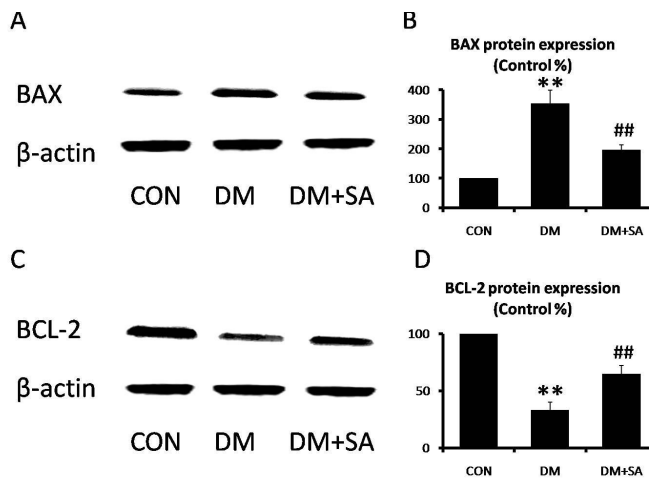 A
BAX
β-actin
CON DM DM+SA
B
BAX protein expression
(Control %)
400
300
200
100
0
**
##
CON DM DM+SA
C
BCL-2
β-actin
CON DM DM+SA
D
BCL-2 protein expression
(Control %)
100
50
0
**
##
CON DM DM+SA